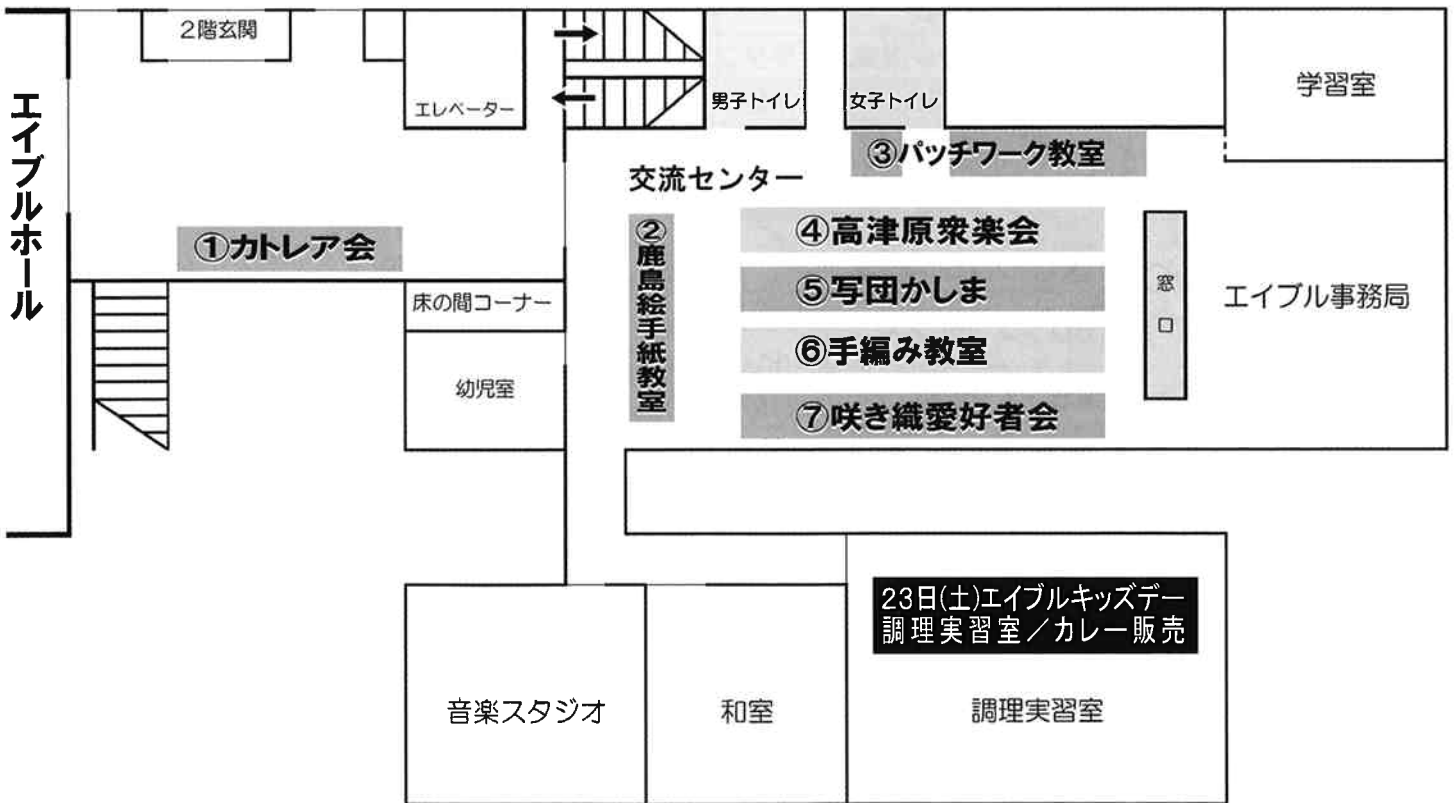 2階玄関
エレベーター
男子トイレ
女子トイレ
学習室
エイブルホール
③パッチワーク教室
交流センター
①カトレア会
②鹿島絵手紙教室
④高津原衆楽会
⑤写団かしま
⑥手編み教室
⑦咲き織愛好者会
窓口
エイブル事務局
床の間コーナー
幼児室
23日(土)エイブルキッズデー
調理実習室/カレー販売
音楽スタジオ
和室
調理実習室